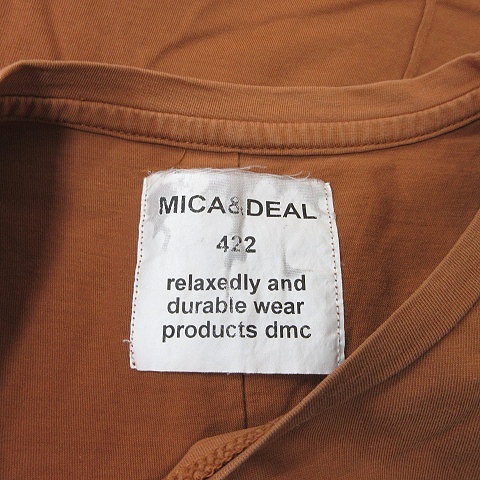 MICA&DEAL
422
relaxedly and
durable wear
products dmc